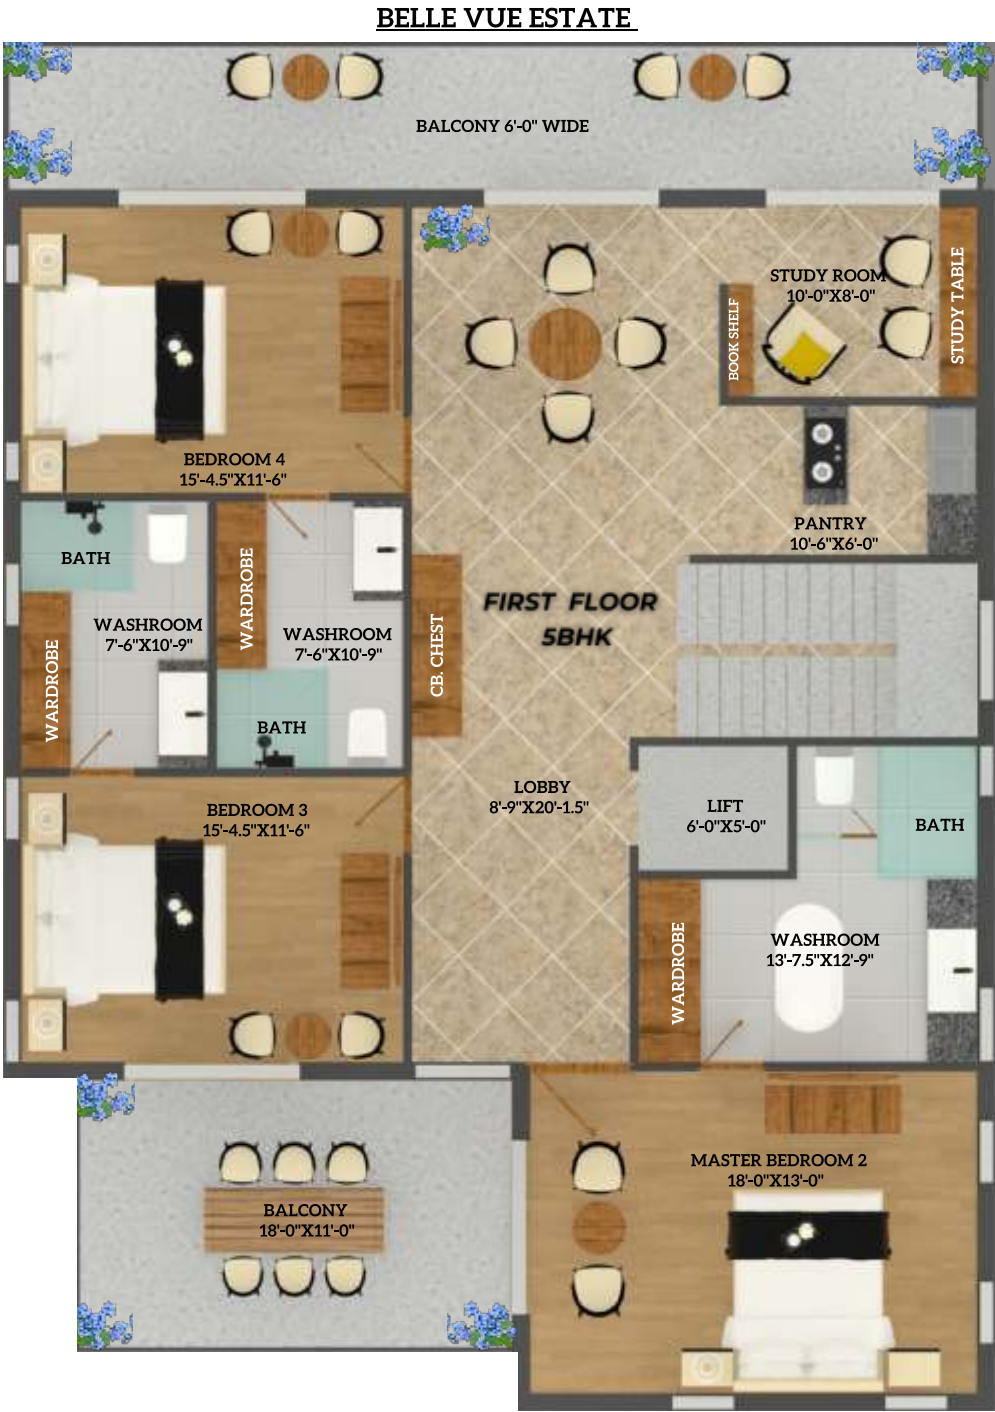 BELLE VUE ESTATE
BALCONY 6'-0" WIDE
STUDY ROOM
10'-0"X8'-0"
STUDY TABLE
BOOK SHELF
BEDROOM 4
15'-4.5"X11'-6"
PANTRY
10'-6"X6'-0"
BATH
WARDROBE
WASHROOM
7'-6"X10'-9"
WARDROBE
WASHROOM
7'-6"X10'-9"
BATH
CB. CHEST
FIRST FLOOR
5BHK
LOBBY
8'-9"X20'-1.5"
LIFT
6'-0"X5'-0"
BATH
BEDROOM 3
15'-4.5"X11'-6"
WARDROBE
WASHROOM
13'-7.5"X12'-9"
MASTER BEDROOM 2
18'-0"X13'-0"
BALCONY
18'-0"X11'-0"